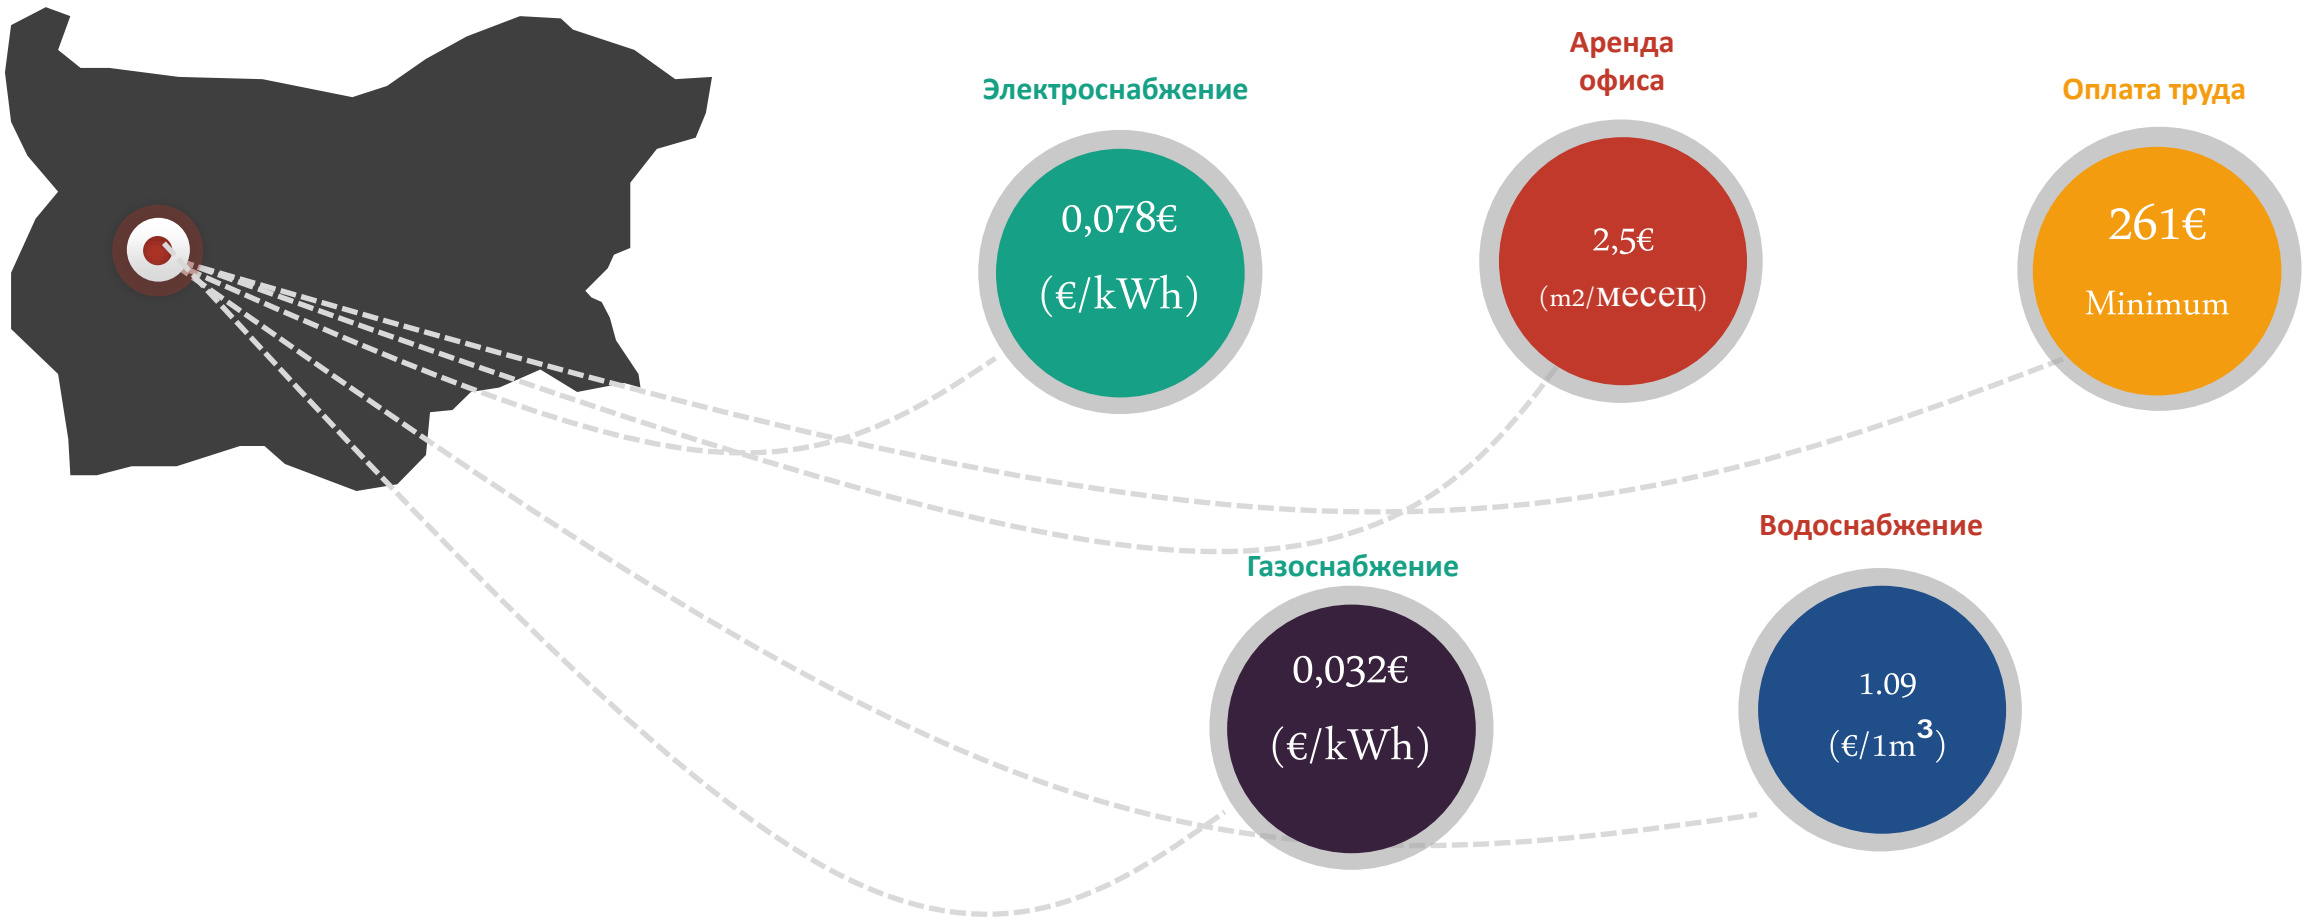 Электроснабжение
0,078€
(€/kWh)
Аренда
офиса
2,5€
(m2/месец)
Оплата труда
261€
Minimum
Газоснабжение
0,032€
(€/kWh)
Водоснабжение
1.09
(€/1m³)